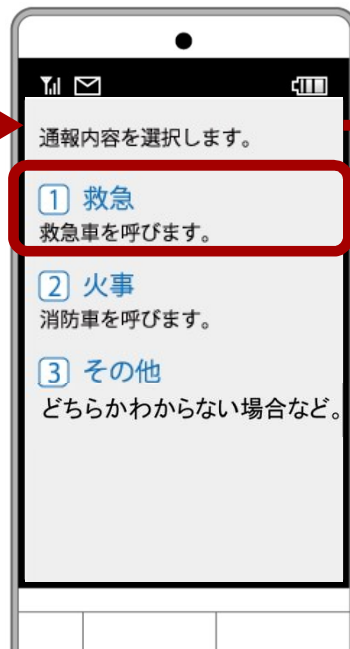 通報内容を選択します。
1 救急
救急車を呼びます。
2 火事
消防車を呼びます。
3 その他
どちらかわからない場合など。